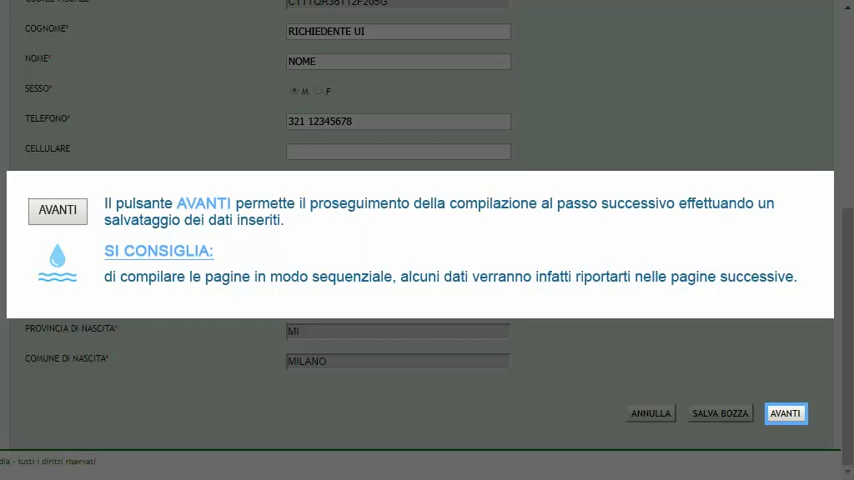 COGNOME*
RICHIEDENTE UI
NOME*
NOME
SESSO*
M F
TELEFONO*
321 12345678
CELLULARE
AVANTI
Il pulsante AVANTI permette il proseguimento della compilazione al passo successivo effettuando un
salvataggio dei dati inseriti.
SI CONSIGLIA:
di compilare le pagine in modo sequenziale, alcuni dati verranno infatti riportarti nelle pagine successive.
PROVINCIA DI NASCITA*
MI
COMUNE DI NASCITA*
MILANO
ANNULLA SALVA BOZZA AVANTI
dia - tutti i diritti riservati